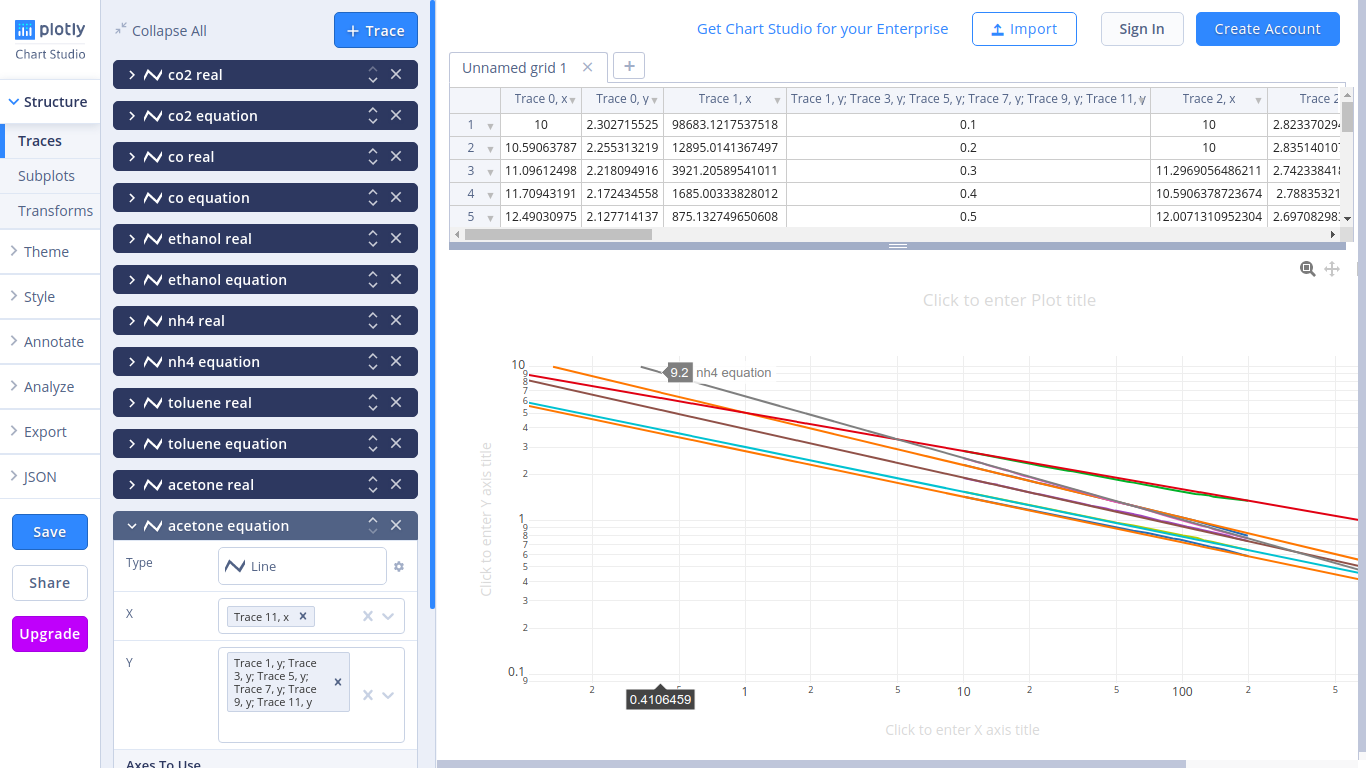 plotly
Chart Studio
Structure
Traces
Subplots
Transforms
Theme
Style
Annotate
Analyze
Export
JSON
Save
Share
Upgrade
Collapse All
+ Trace
co2 real
co2 equation
co real
co equation
ethanol real
ethanol equation
nh4 real
nh4 equation
toluene real
toluene equation
acetone real
acetone equation
Type
Line
X
Trace 11, x
Y
Trace 1, y; Trace
3, y; Trace 5, y;
Trace 7, y; Trace
9, y; Trace 11, y
Axes To Use
Get Chart Studio for your Enterprise
Import
Sign In
Create Account
Unnamed grid 1
+
Trace 0, x Trace 0, y Trace 1, x Trace 1, y; Trace 3, y; Trace 5, y; Trace 7, y; Trace 9, y; Trace 11, y Trace 2, x Trace 2
1 10 2.302715525 98683.1217537518 0.1 10 2.823370294
2 10.59063787 2.255313219 12895.0141367497 0.2 10 2.835140107
3 11.09612498 2.218094916 3921.20589541011 0.3 11.2969056486211 2.742338418
4 11.70943191 2.172434558 1685.00333828012 0.4 10.5906378723674 2.78835321
5 12.49030975 2.127714137 875.132749650608 0.5 12.0071310952304 2.697082983
Click to enter Plot title
10
9
8
7
6
5
4
3
2
1
9
8
7
6
5
4
3
2
0.1
9
9.2 nh4 equation
Click to enter Y axis title
2 5 1 2 5 10 2 5 100 2 5
0.4106459
Click to enter X axis title